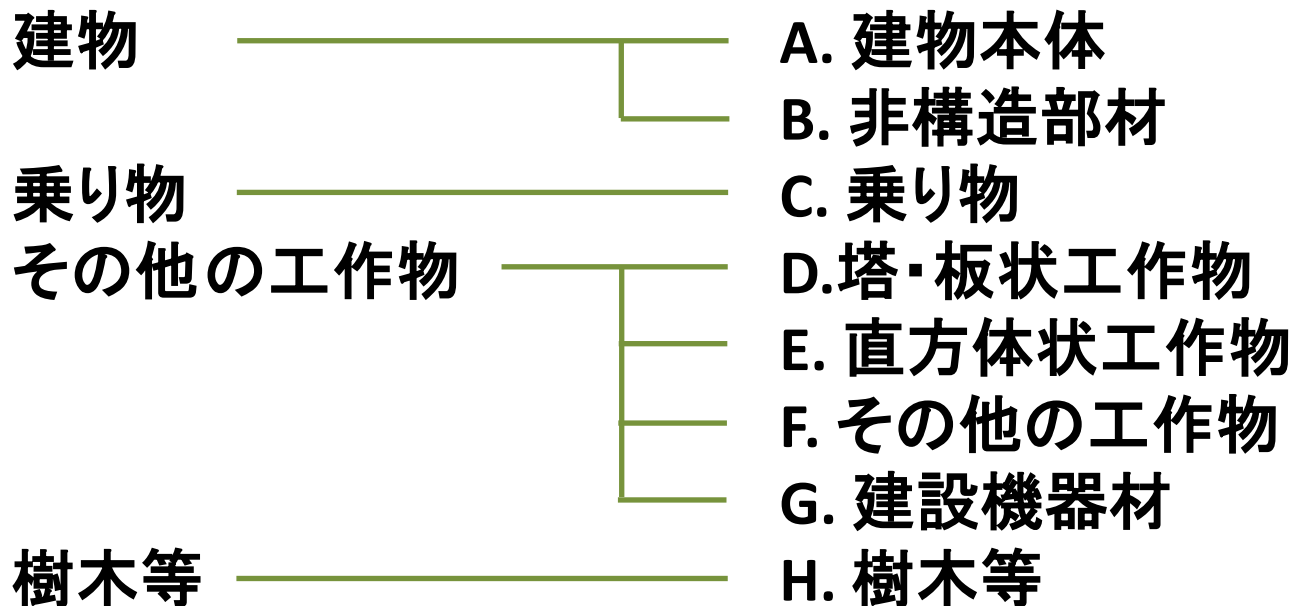 建物 A. 建物本体
B. 非構造部材
乗り物 C. 乗り物
その他の工作物 D.塔・板状工作物
E. 直方体状工作物
F. その他の工作物
G. 建設機器材
樹木等 H. 樹木等